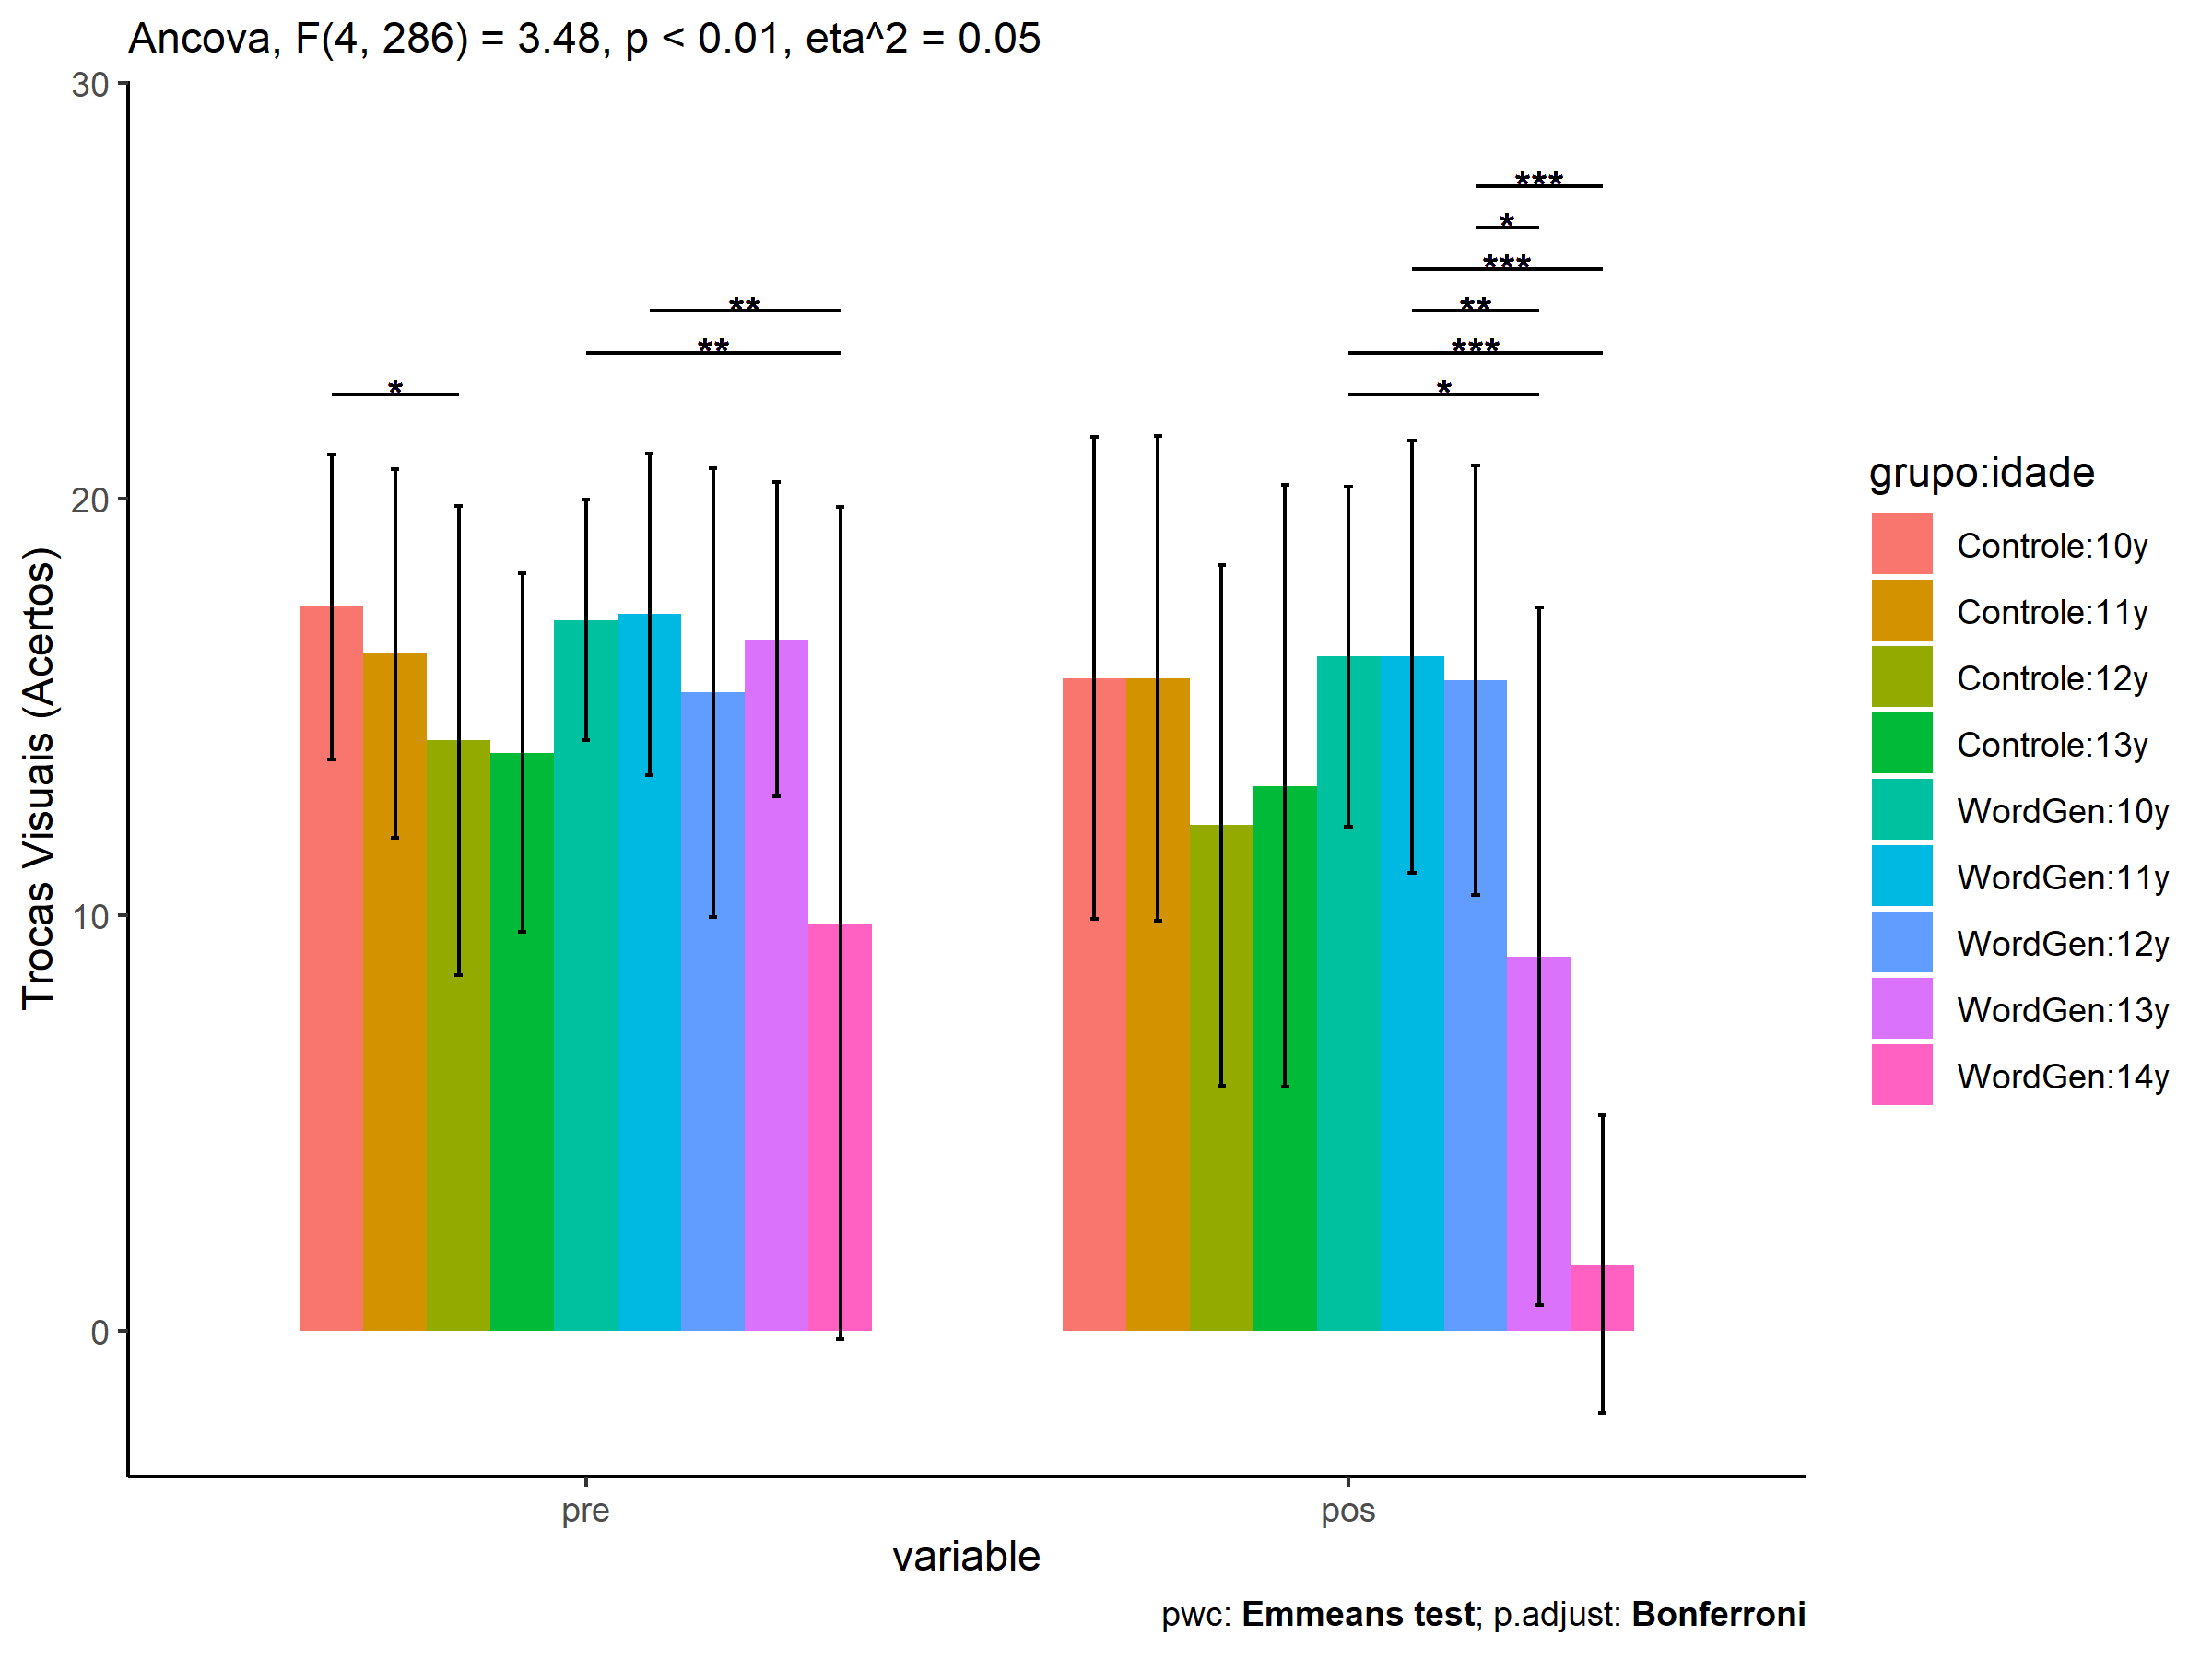 Ancova, F(4, 286) = 3.48, p < 0.01, eta^2 = 0.05
30
20
10
0
Trocas Visuais (Acertos)
***
*
***
**
***
*
**
**
*
pre
pos
variable
grupo:idade
Controle:10y
Controle:11y
Controle:12y
Controle:13y
WordGen:10y
WordGen:11y
WordGen:12y
WordGen:13y
WordGen:14y
pwc: Emmeans test; p.adjust: Bonferroni